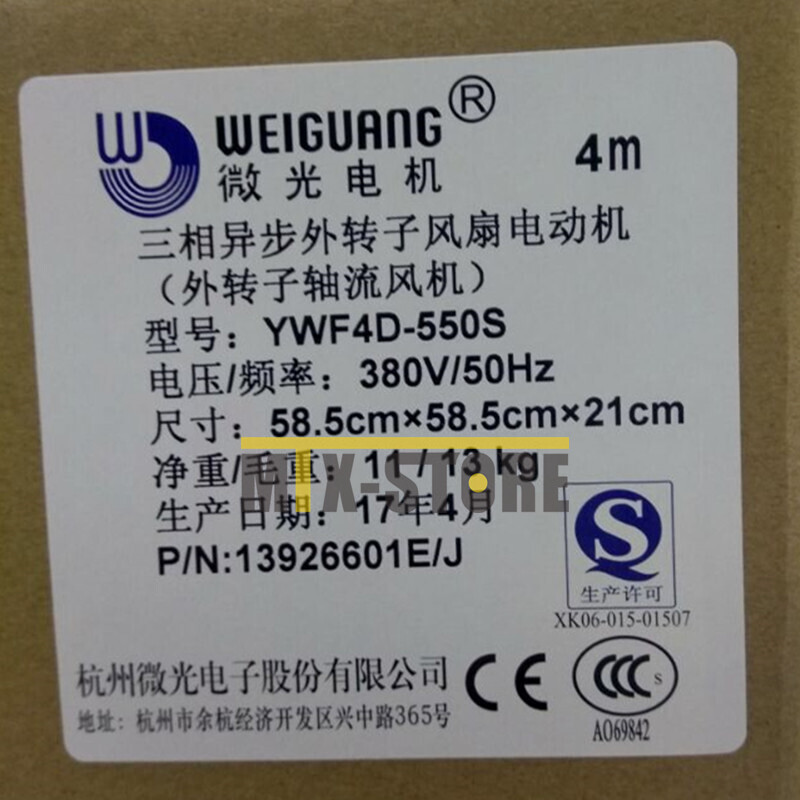 W
WEIGUANG®
微光电机
4m
三相异步外转子风扇电动机
（外转子轴流风机）
型号：YWF4D-550S
电压/频率：380V/50Hz
尺寸：58.5cm×58.5cm×21cm
净重/毛重：11 / 13 kg
MTX-STORE
生产日期：17年4月
P/N:13926601E/J
QS
生产许可
XK06-015-01507
杭州微光电子股份有限公司
地址：杭州市余杭经济开发区兴中路365号
CE
CCC S
A069842